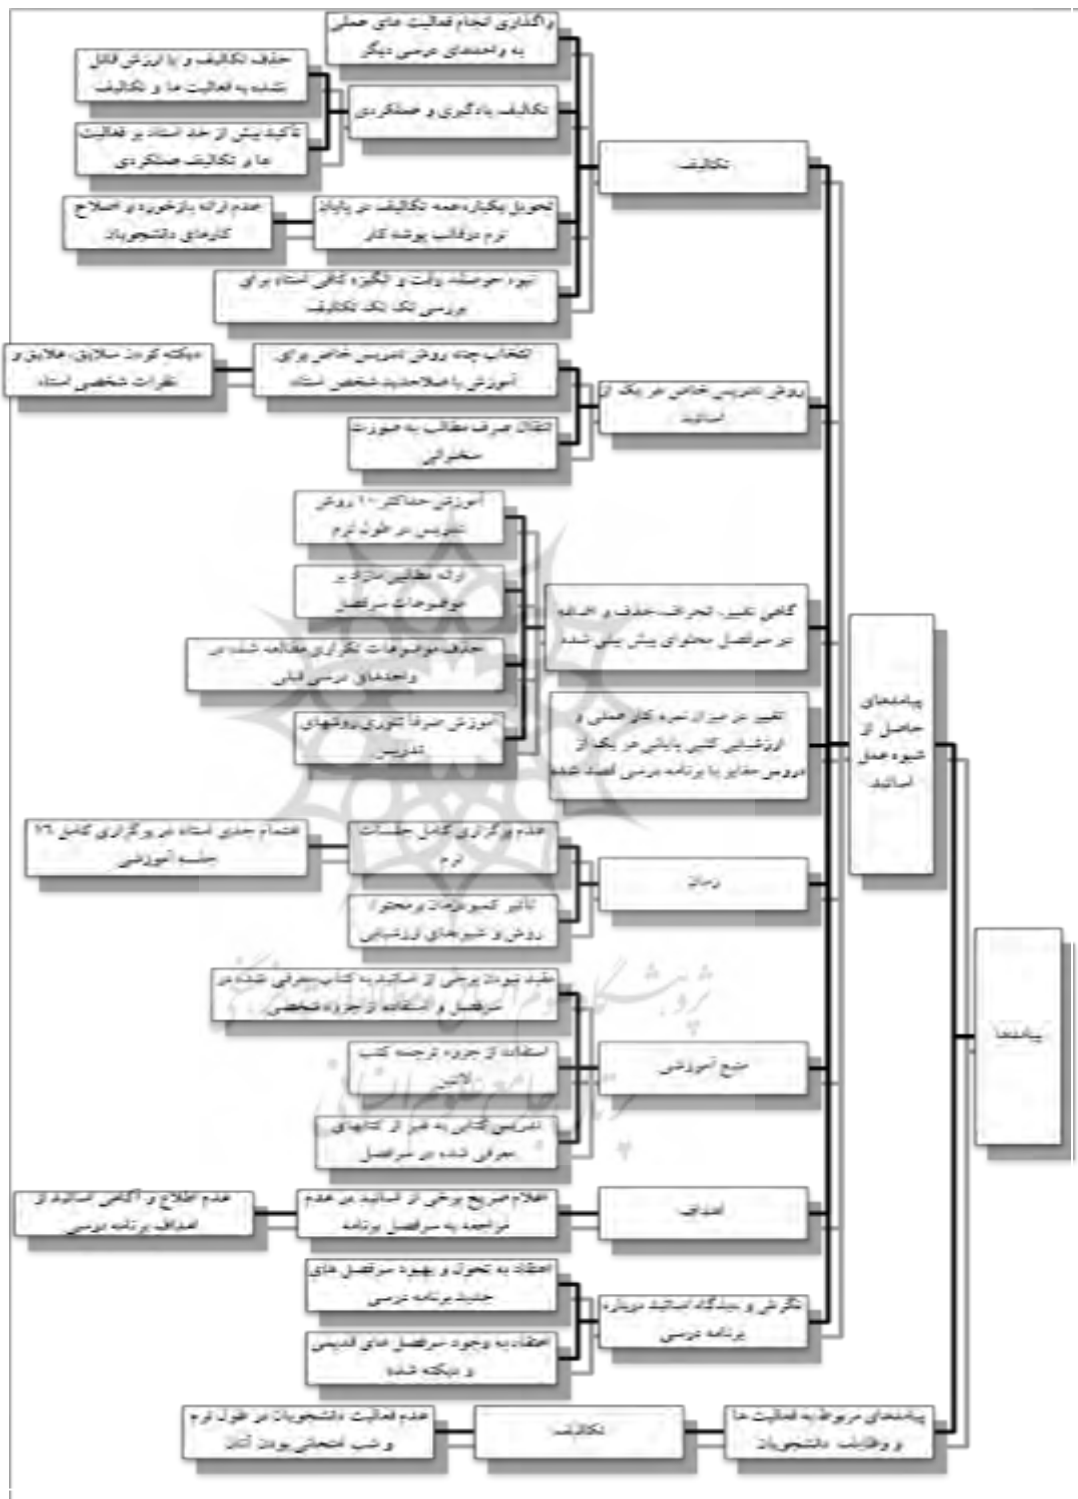 پیامدها
پیامدهای
حاصل از
شیوه عمل
اساتید
تکالیف
واگذاری انجام فعالیت های عملی
به واحدهای درسی دیگر
تکالیف یادگیری و عملکردی
حذف تکالیف و یا ارزش قائل
نشده به فعالیت ها و تکالیف
تأکید بیش از حد استاد بر فعالیت
ها و تکالیف عملکردی
تحویل یکباره همه تکالیف در پایان
ترم در قالب پوشه کار
عدم ارائه بازخورد و اصلاح
کارهای دانشجویان
نبود حوصله، وقت و انگیزه کافی استاد برای
بررسی تک تک تکالیف
روش تدریس خاص هر یک از
اساتید
انتخاب چند روش تدریس خاص برای
آموزش با صلاحدید شخص استاد
دیکته کردن سلایق، علایق و
نظرات شخصی استاد
انتقال صرف مطالب به صورت
سخنرانی
گاهی تغییر، انحراف، حذف و اضافه
در سرفصل محتوای پیش بینی شده
آموزش حداکثر ۱۰ روش
تدریس در طول ترم
ارائه مطالبی مازاد بر
موضوعات سرفصل
حذف موضوعات تکراری مطالعه شده در
واحدهای درسی قبلی
آموزش صرفاً تئوری روشهای
تدریس
تغییر در میزان نمره کار عملی و
ارزشیابی کتبی پایانی هر یک از
دروس مغایر با برنامه درسی قصد شده
زمان
عدم برگزاری کامل جلسات
ترم
اهتمام جدی استاد در برگزاری کامل ۱۶
جلسه آموزشی
تأثیر کمبود زمان بر محتوا،
روش و شیوهای ارزشیابی
منبع آموزشی
مقید نبودن برخی از اساتید به کتاب معرفی شده در
سرفصل و استفاده از جزوه شخصی
استفاده از جزوه ترجمه کتب
لاتین
تدریس کتابی به غیر از کتابهای
معرفی شده در سرفصل
اهداف
اعلام صریح برخی از اساتید در عدم
مراجعه به سرفصل برنامه
عدم اطلاع و آگاهی اساتید از
اهداف برنامه درسی
نگرش و دیدگاه اساتید درباره
برنامه درسی
اعتقاد به تحول و بهبود سرفصل های
جدید برنامه درسی
اعتقاد به وجود سرفصل های قدیمی
و دیکته شده
پیامدهای مربوط به فعالیت ها
و وظایف دانشجویان
تکالیف
عدم فعالیت دانشجویان در طول ترم
و شب امتحانی بودن آنان